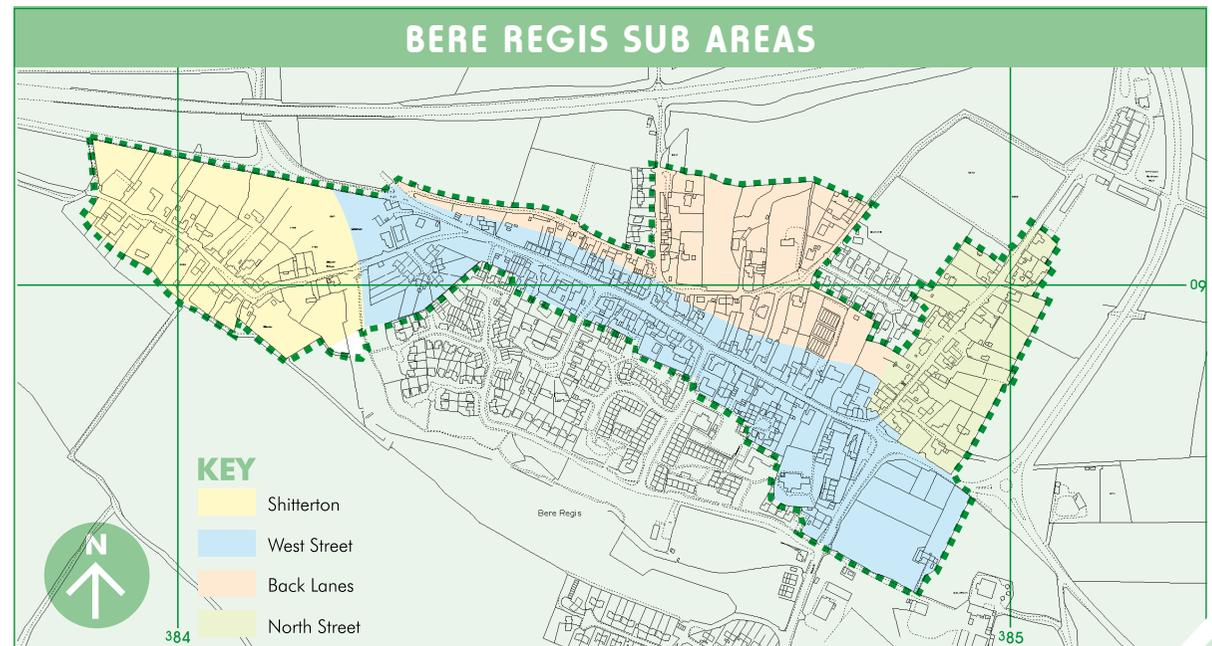 BERE REGIS SUB AREAS
09
Bere Regis
KEY
Shitterton
West Street
Back Lanes
North Street
N
384
385